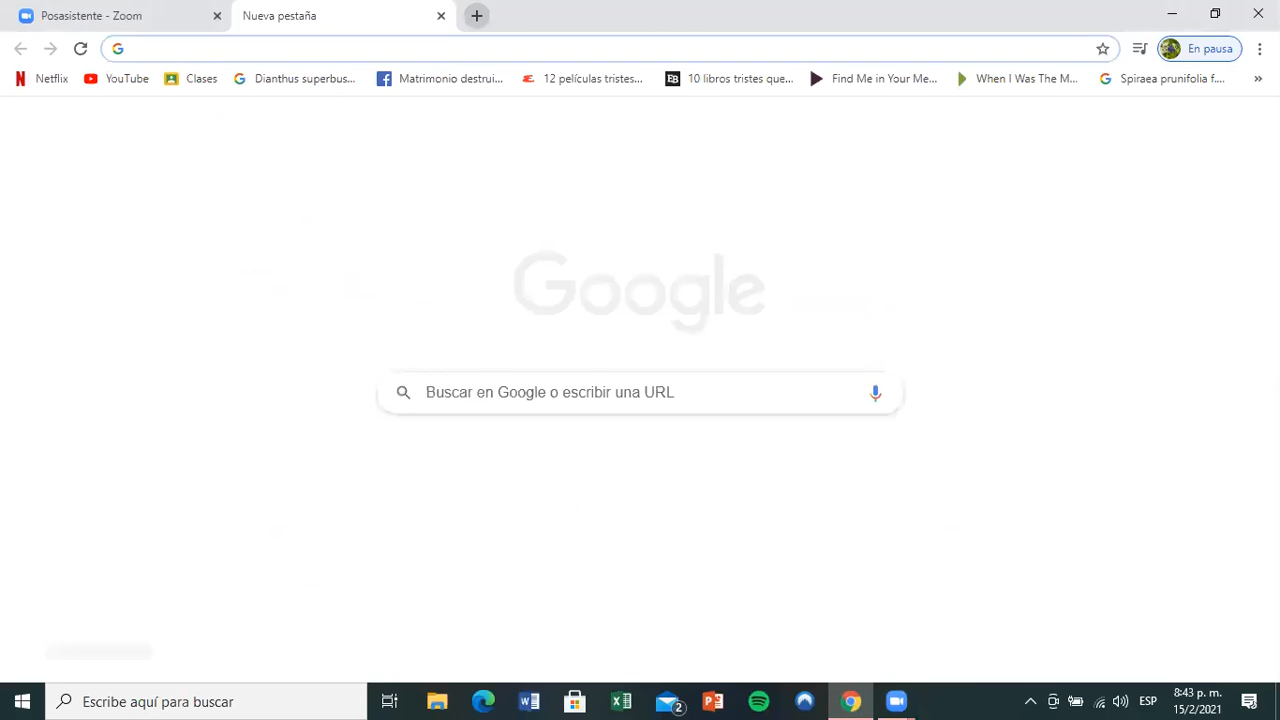 Posasistente - Zoom
Nueva pestaña
En pausa
Netflix
YouTube
Clases
Dianthus superbus...
Matrimonio destrui...
12 películas tristes...
10 libros tristes que...
Find Me in Your Me...
When I Was The M...
Spiraea prunifolia f....
Google
Buscar en Google o escribir una URL
Escribe aquí para buscar
2
ESP
8:43 p. m.
15/2/2021